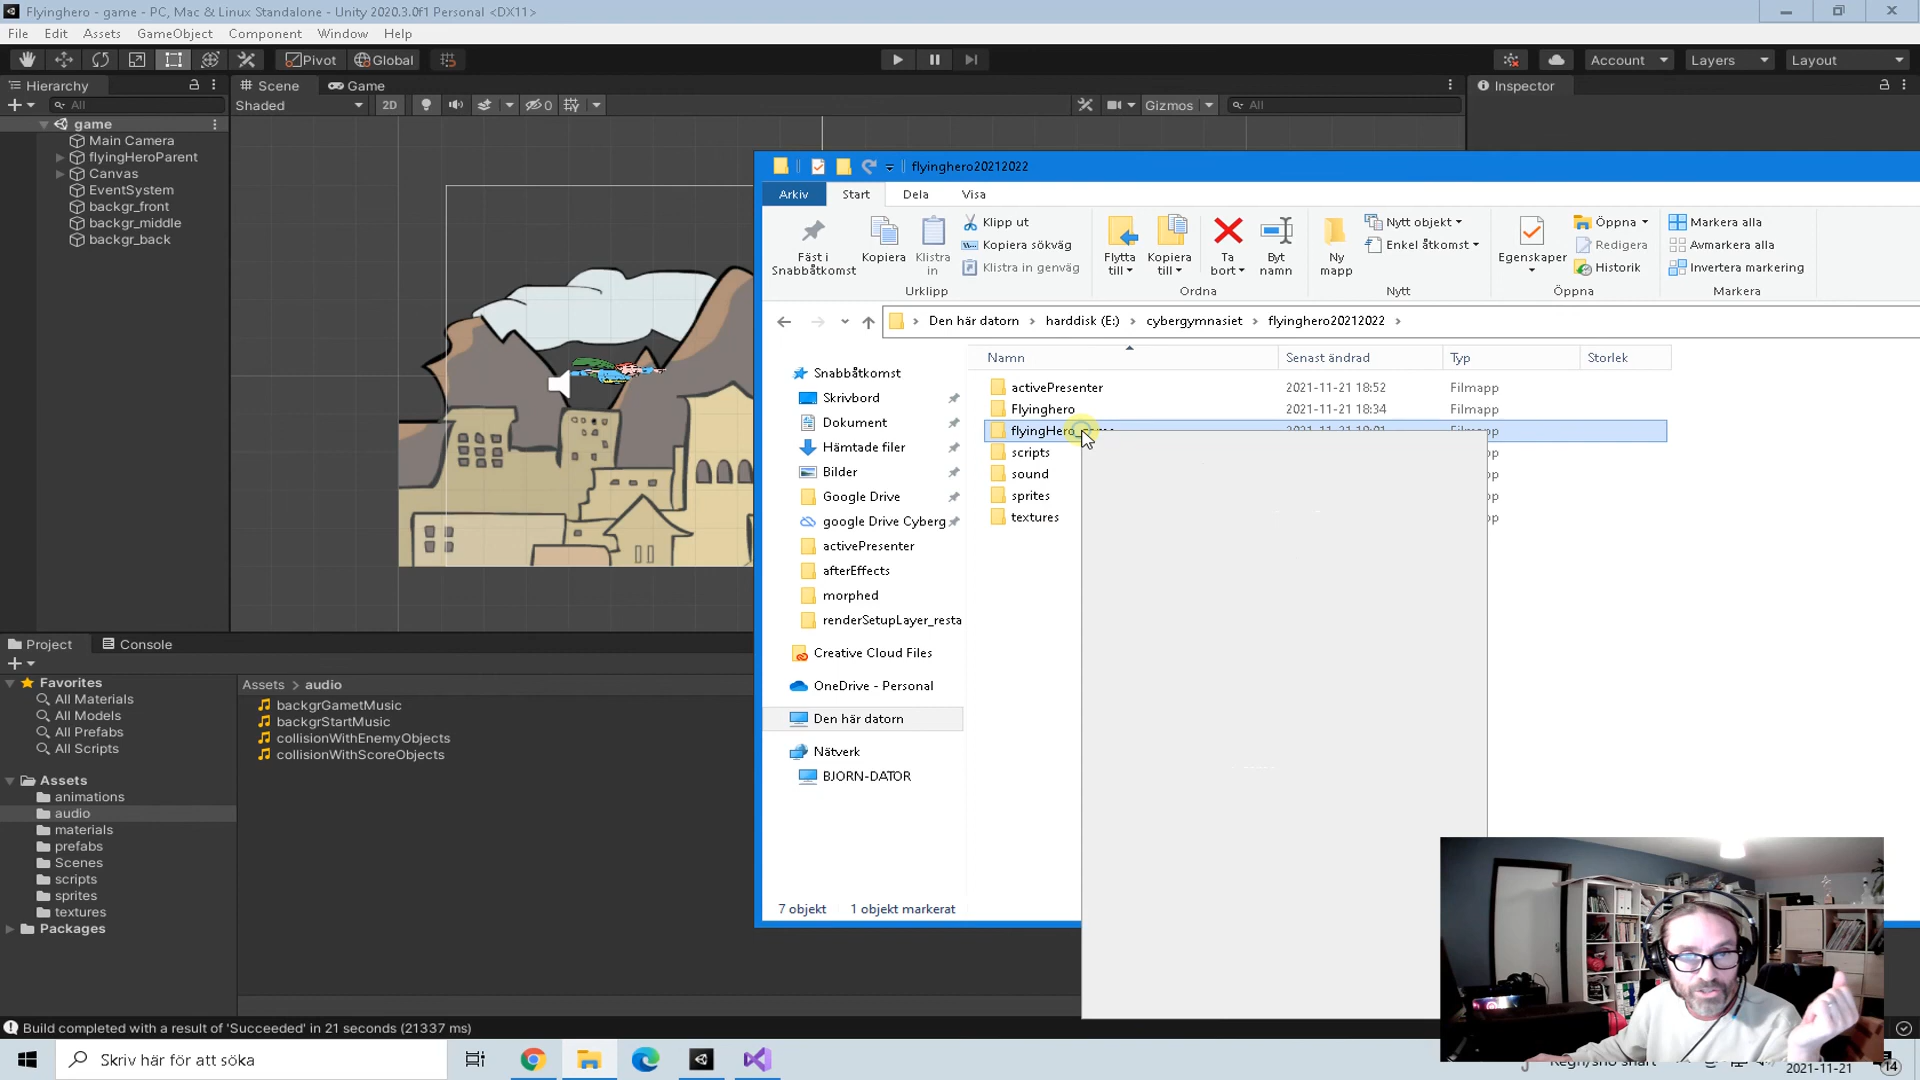 Flyinghero - game - PC, Mac & Linux Standalone - Unity 2020.3.0f1 Personal <DX11>
File Edit Assets GameObject Component Window Help
Pivot Global Account Layers Layout
Hierarchy
All
game
Main Camera
flyingHeroParent
Canvas
EventSystem
backgr_front
backgr_middle
backgr_back
Scene Game
Shaded 2D 0 Gizmos All
Inspector
flyinghero20212022
Arkiv Start Dela Visa
Fäst i Snabbåtkomst
Kopiera
Klistra in
Klipp ut
Kopiera sökväg
Klistra in genväg
Urklipp
Flytta till
Kopiera till
Ta bort
Byt namn
Ordna
Ny mapp
Nytt objekt
Enkel åtkomst
Nytt
Egenskaper
Öppna
Redigera
Historik
Öppna
Markera alla
Avmarkera alla
Invertera markering
Markera
Den här datorn harddisk (E:) cybergymnasiet flyinghero20212022
Snabbåtkomst
Skrivbord
Dokument
Hämtade filer
Bilder
Google Drive
google Drive Cyberg
activePresenter
afterEffects
morphed
renderSetupLayer_resta
Creative Cloud Files
OneDrive - Personal
Den här datorn
Nätverk
BJORN-DATOR
Namn Senast ändrad Typ Storlek
activePresenter 2021-11-21 18:52 Filmapp
Flyinghero 2021-11-21 18:34 Filmapp
scripts
sound
sprites
textures
7 objekt 1 objekt markerat
Project Console
Favorites
All Materials
All Models
All Prefabs
All Scripts
Assets
animations
audio
materials
prefabs
Scenes
scripts
sprites
textures
Packages
Assets > audio
backgrGametMusic
backgrStartMusic
collisionWithEnemyObjects
collisionWithScoreObjects
Build completed with a result of 'Succeeded' in 21 seconds (21337 ms)
Skriv här för att söka
2021-11-21
14